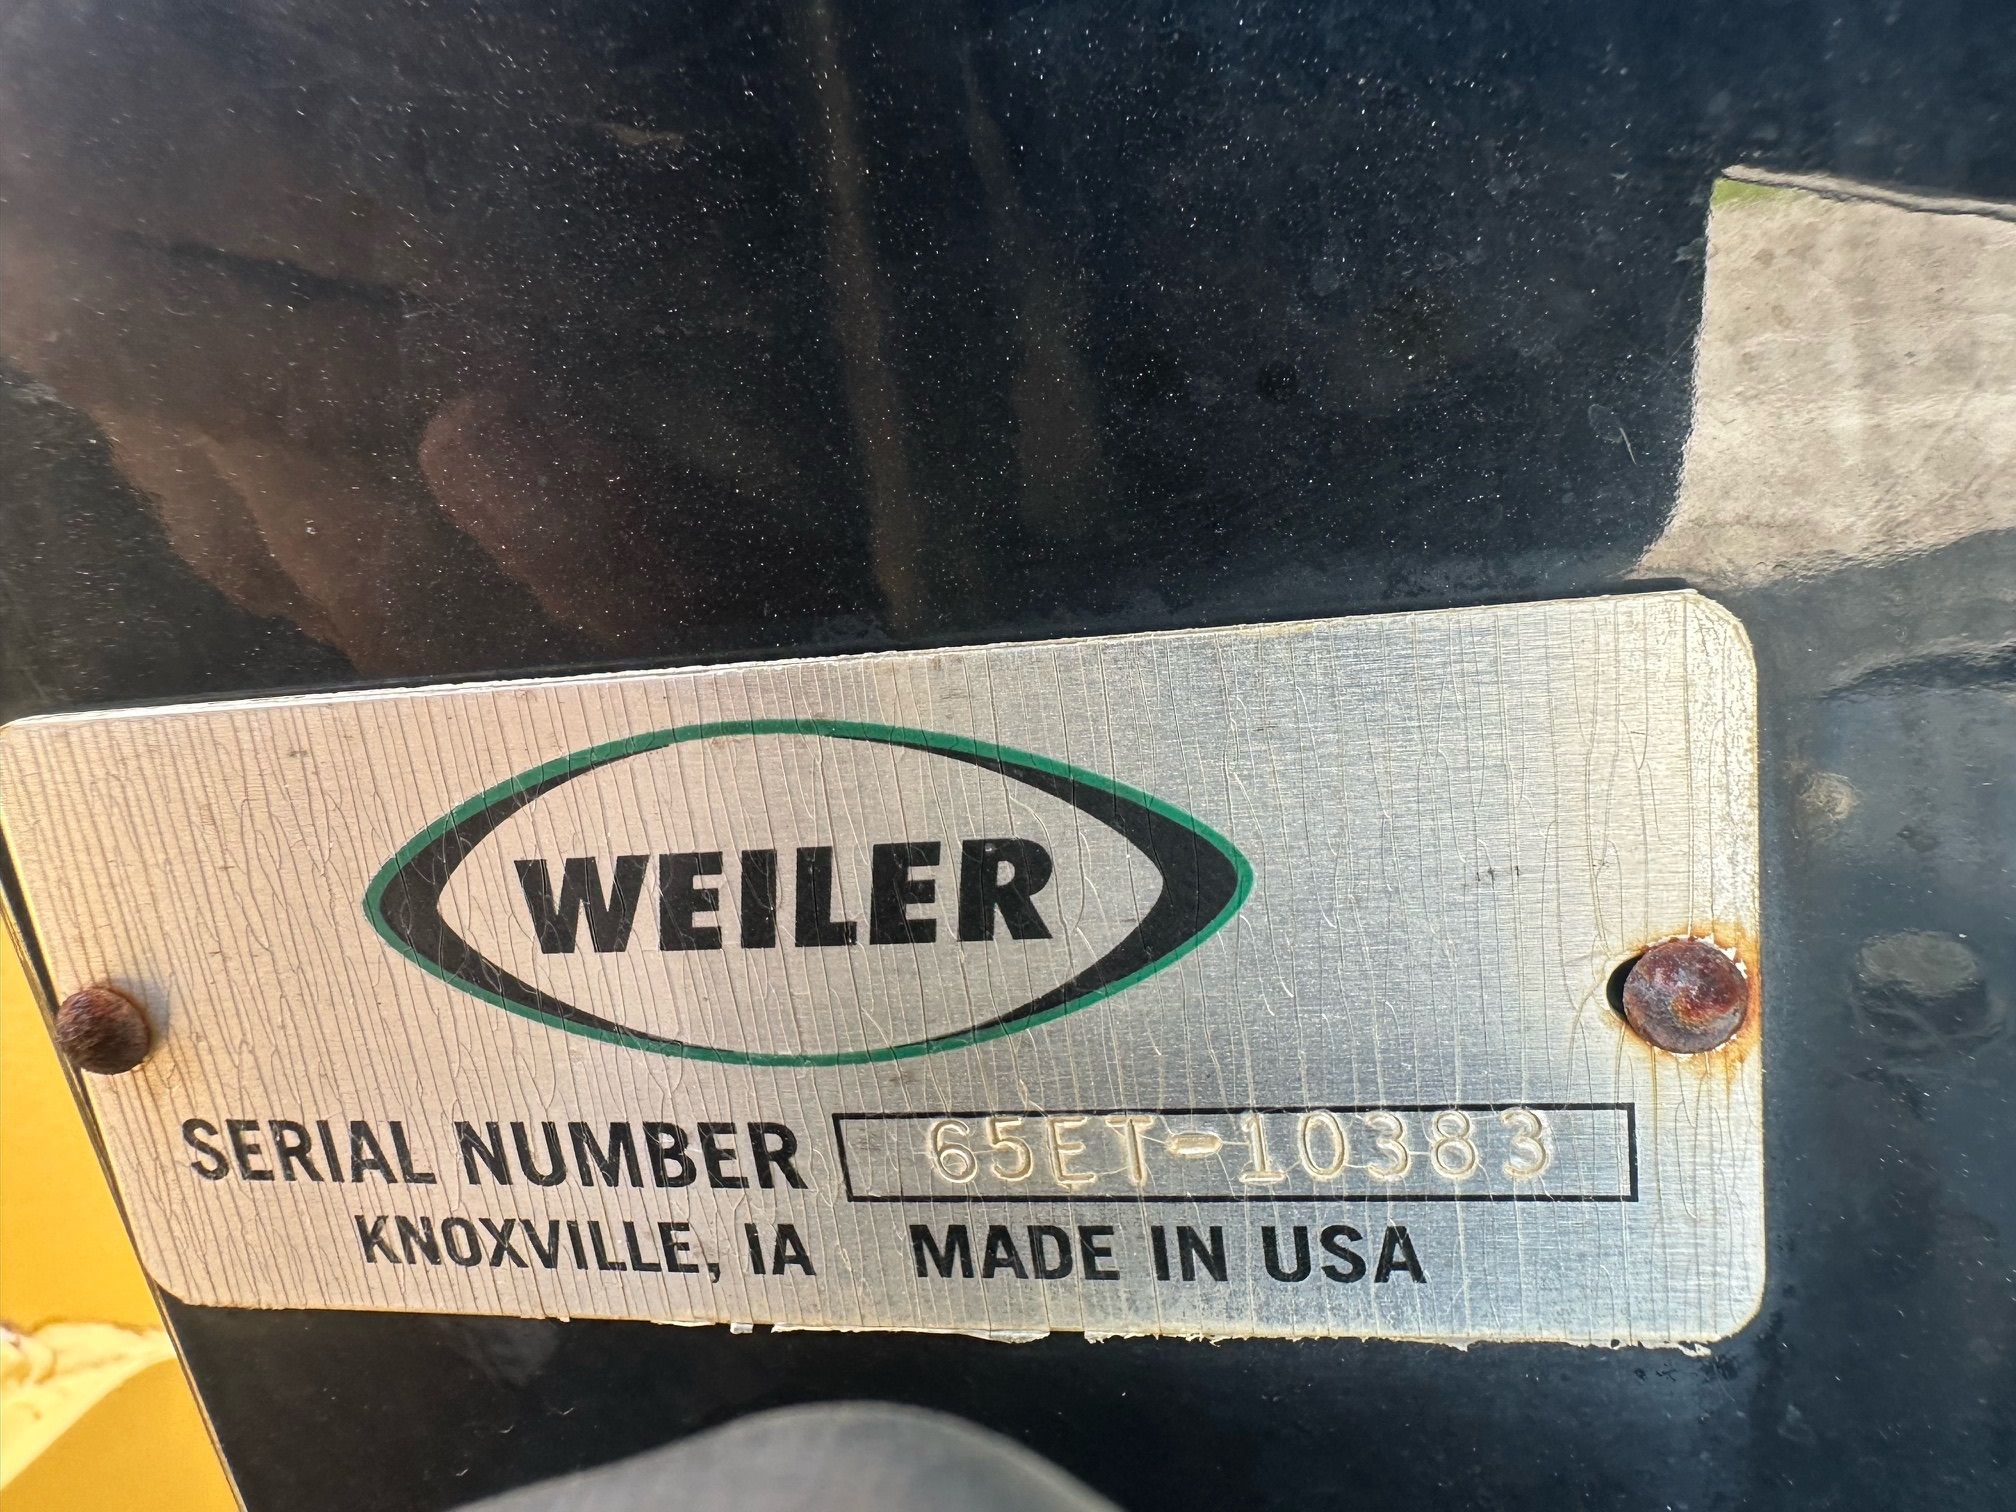 WEILER
SERIAL NUMBER 65ET-10383
KNOXVILLE, IA MADE IN USA